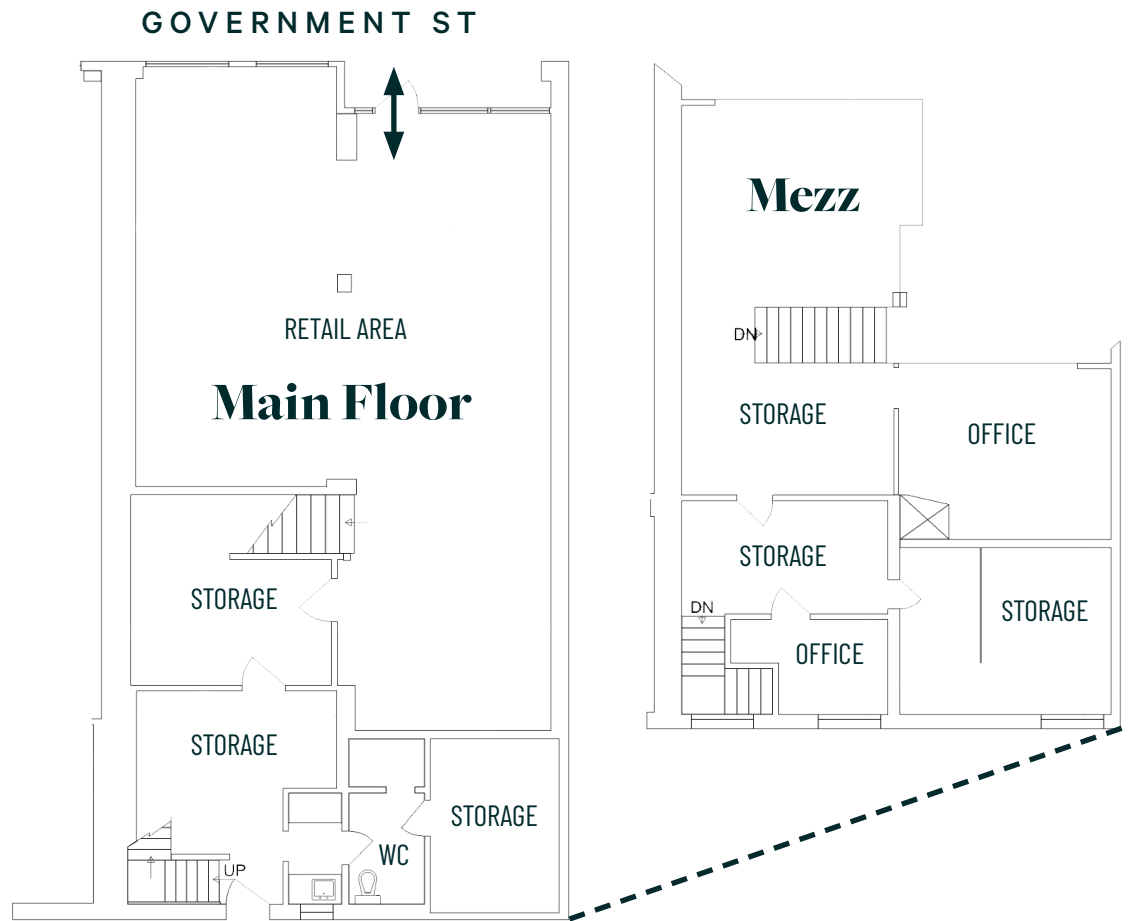 GOVERNMENT ST
RETAIL AREA
Main Floor
STORAGE
STORAGE
STORAGE
WC
UP
Mezz
DN
STORAGE
OFFICE
STORAGE
DN
STORAGE
OFFICE